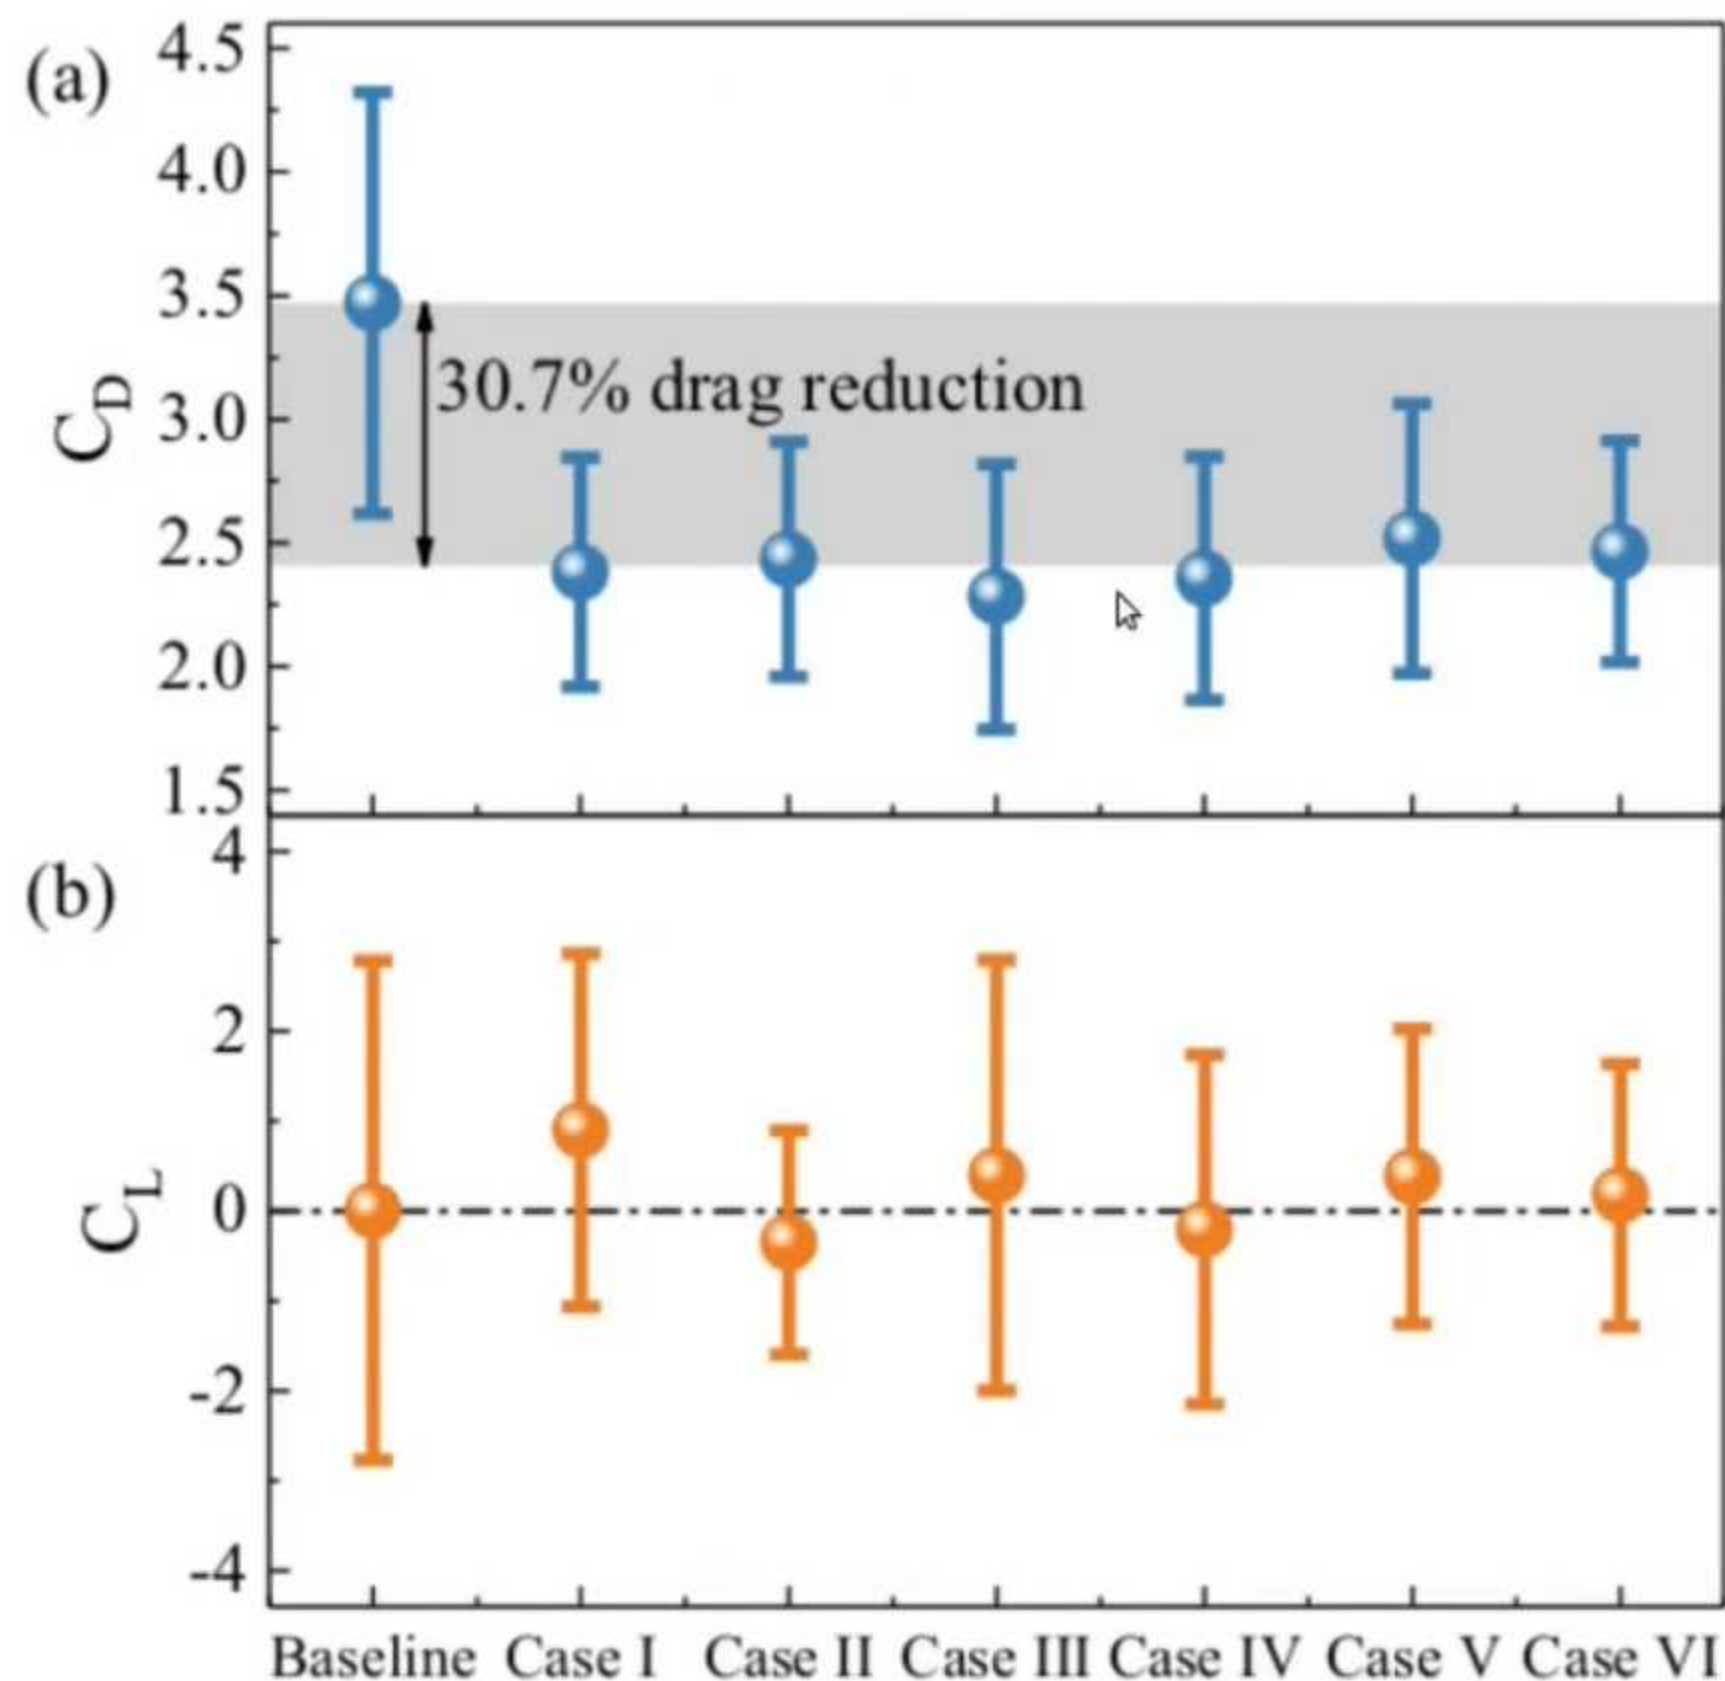 (a)
4.5
4.0
3.5
3.0
2.5
2.0
1.5
C_D
30.7% drag reduction
(b)
4
2
0
-2
-4
C_L
Baseline Case I Case II Case III Case IV Case V Case VI